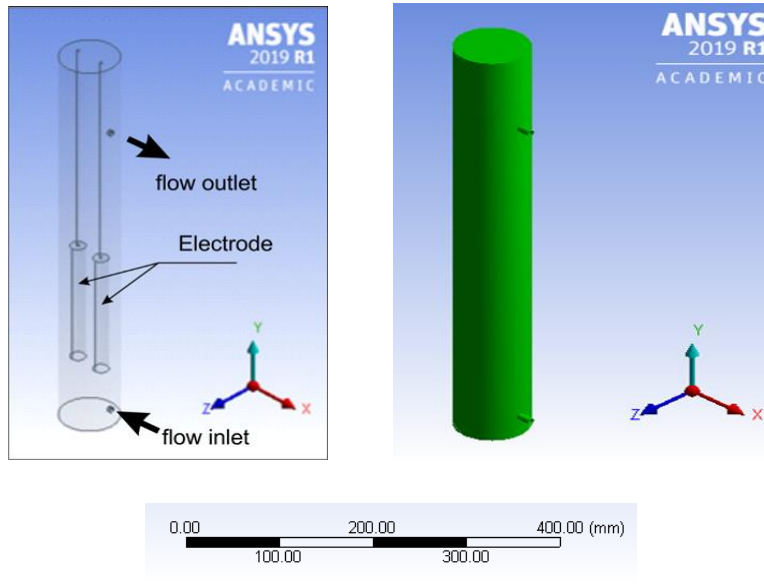 ANSYS
2019 R1
ACADEMIC
flow outlet
Electrode
Y
Z
X
flow inlet
ANSYS
2019 R1
ACADEMIC
Y
Z
X
0.00 200.00 400.00 (mm)
100.00 300.00